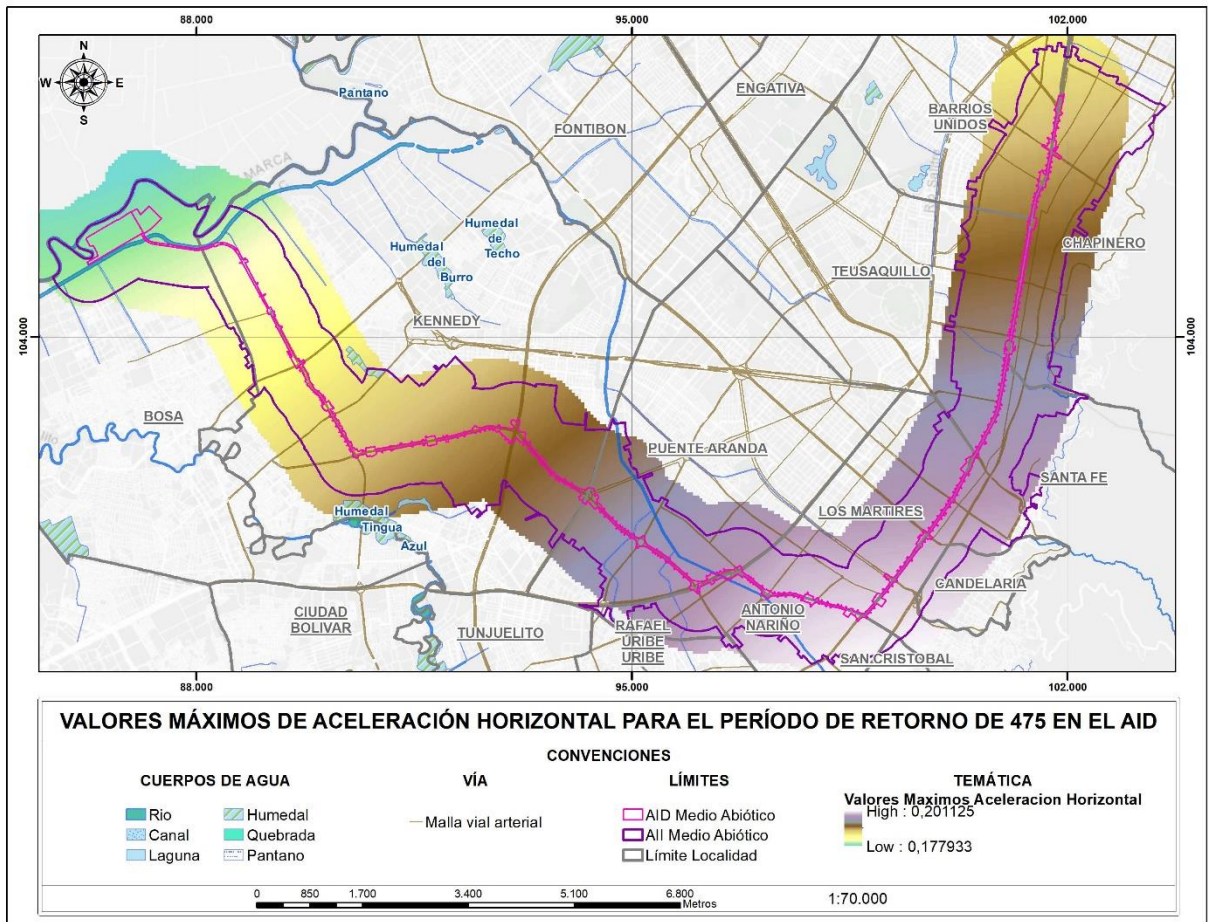 88.000 95.000 102.000
N
W E
S
Pantano
ENGATIVA
FONTIBON
BARRIOS
UNIDOS
MARCA
Humedal
de
Techo
Humedal
del
Burro
CHAPINERO
TEUSAQUILLO
KENNEDY
104.000 104.000
BOSA
PUENTE ARANDA
SANTA FE
LOS MARTIRES
Humedal
Tingua
Azul
CANDELARIA
CIUDAD
BOLIVAR
TUNJUELITO
RAFAEL
URIBE
URIBE
ANTONIO
NARIÑO
SAN CRISTOBAL
88.000 95.000 102.000
VALORES MÁXIMOS DE ACELERACIÓN HORIZONTAL PARA EL PERÍODO DE RETORNO DE 475 EN EL AID
CONVENCIONES
CUERPOS DE AGUA VÍA LÍMITES TEMÁTICA
Río Humedal
Canal Quebrada
Laguna Pantano
Malla vial arterial
AID Medio Abiótico
AII Medio Abiótico
Límite Localidad
Valores Maximos Aceleracion Horizontal
High : 0,201125
Low : 0,177933
0 850 1.700 3.400 5.100 6.800
Metros
1:70.000